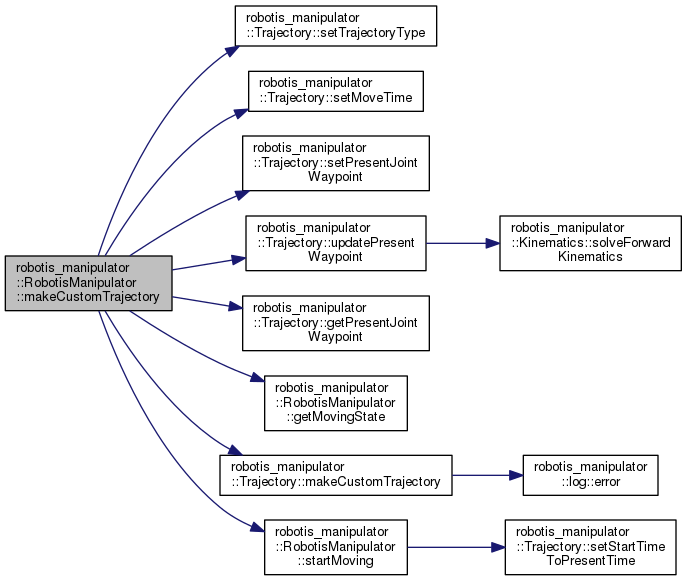 robotis_manipulator
::Trajectory::setTrajectoryType
robotis_manipulator
::Trajectory::setMoveTime
robotis_manipulator
::Trajectory::setPresentJoint
Waypoint
robotis_manipulator
::Trajectory::updatePresent
Waypoint
robotis_manipulator
::Kinematics::solveForward
Kinematics
robotis_manipulator
::RobotisManipulator
::makeCustomTrajectory
robotis_manipulator
::Trajectory::getPresentJoint
Waypoint
robotis_manipulator
::RobotisManipulator
::getMovingState
robotis_manipulator
::Trajectory::makeCustomTrajectory
robotis_manipulator
::log::error
robotis_manipulator
::RobotisManipulator
::startMoving
robotis_manipulator
::Trajectory::setStartTime
ToPresentTime